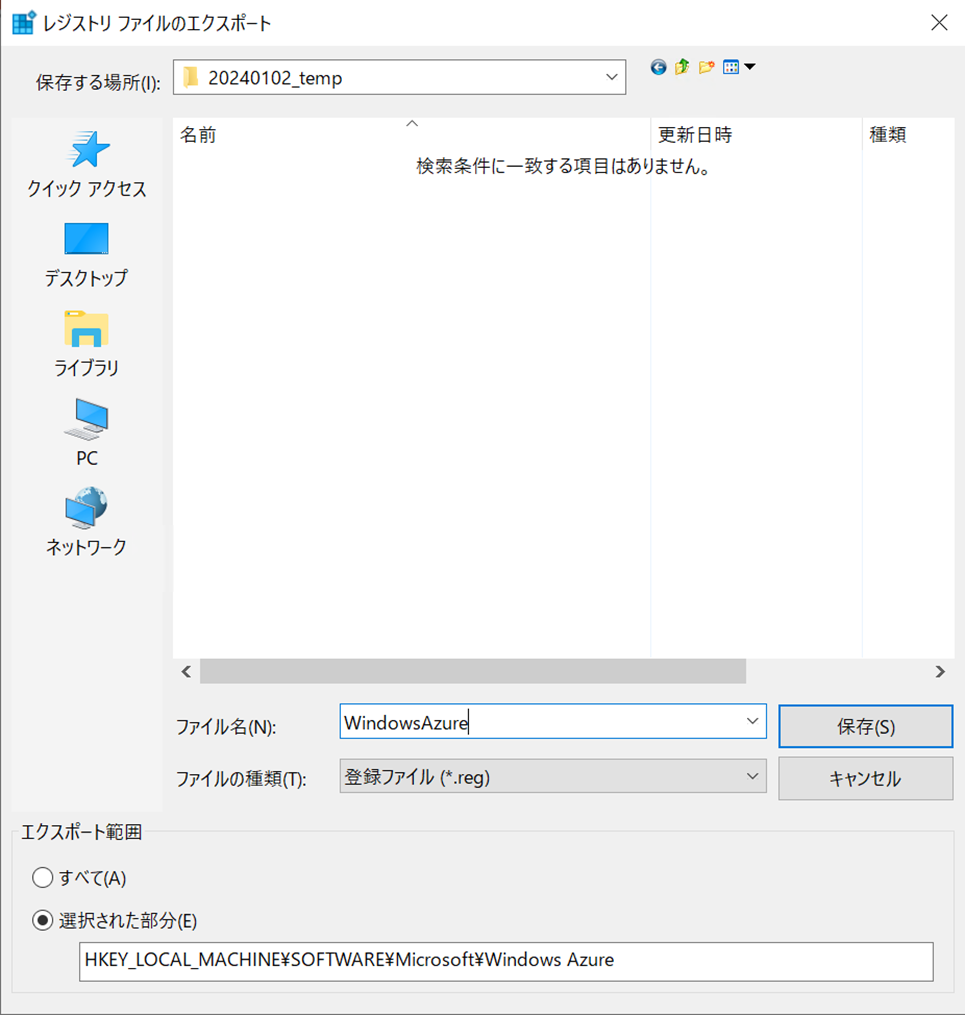 レジストリ ファイルのエクスポート
保存する場所(I):
20240102_temp
名前
更新日時
種類
検索条件に一致する項目はありません。
クイック アクセス
デスクトップ
ライブラリ
PC
ネットワーク
ファイル名(N):
WindowsAzure
保存(S)
ファイルの種類(T):
登録ファイル (*.reg)
キャンセル
エクスポート範囲
すべて(A)
選択された部分(E)
HKEY_LOCAL_MACHINE¥SOFTWARE¥Microsoft¥Windows Azure